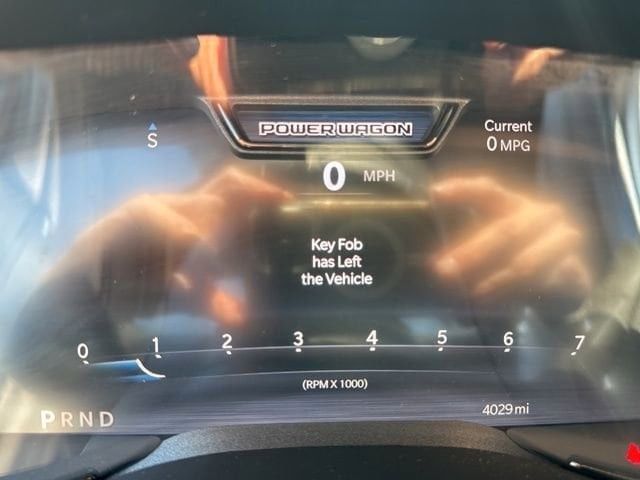 POWER WAGON
S
Current
0 MPG
0 MPH
Key Fob
has Left
the Vehicle
0 1 2 3 4 5 6 7
(RPM X 1000)
PRND
4029 mi